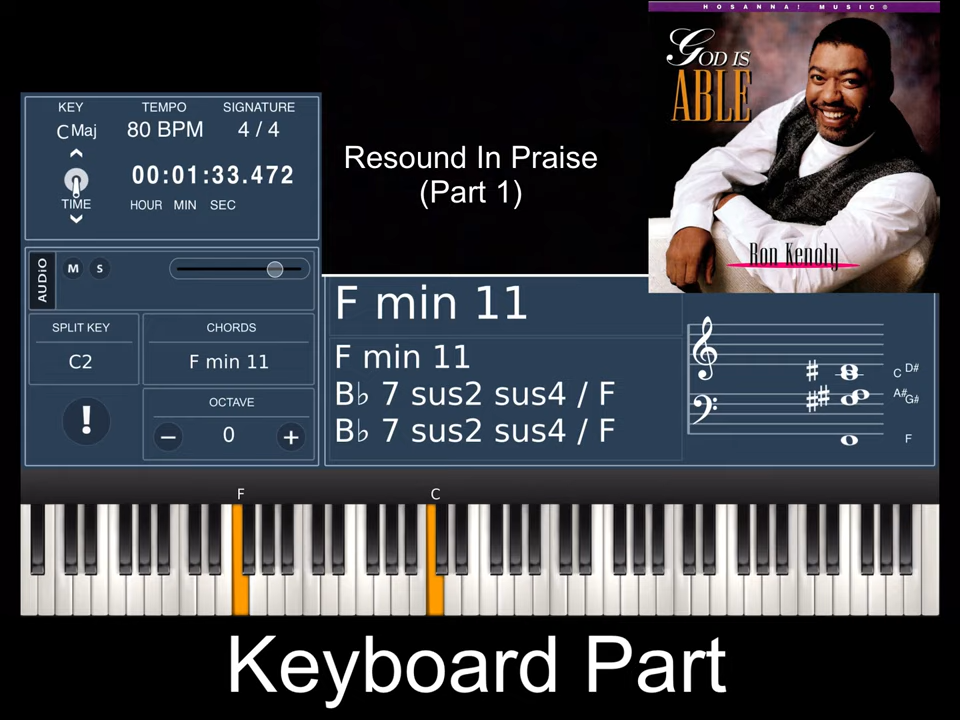 HOSANNA! MUSIC®
GOD IS
ABLE
Ron Kenoly
KEY
TEMPO
SIGNATURE
C Maj
80 BPM
4 / 4
00:01:33.472
TIME
HOUR MIN SEC
Resound In Praise
(Part 1)
AUDiO
M
S
SPLIT KEY
CHORDS
C2
F min 11
OCTAVE
!
−
0
+
F min 11
F min 11
B♭ 7 sus2 sus4 / F
B♭ 7 sus2 sus4 / F
C D#
A# G#
F
F
C
Keyboard Part